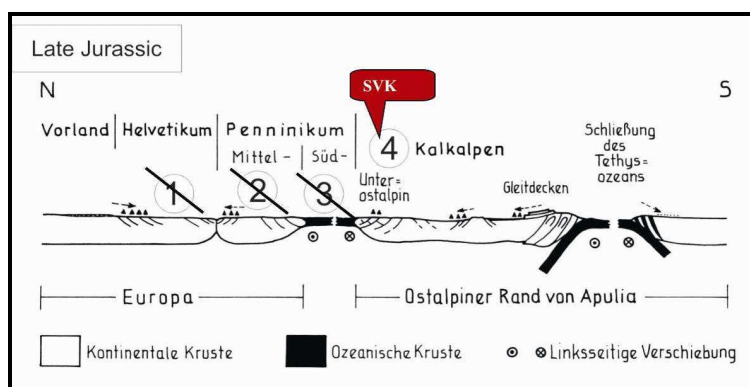 Late Jurassic
SVK
N
S
Vorland
Helvetikum
Penninikum
Mittel-
Süd-
4
Kalkalpen
Schließung
des
Tethys=
ozeans
1
2
3
Unter=
ostalpin
Gleitdecken
Europa
Ostalpiner Rand von Apulia
Kontinentale Kruste
Ozeanische Kruste
Linksseitige Verschiebung